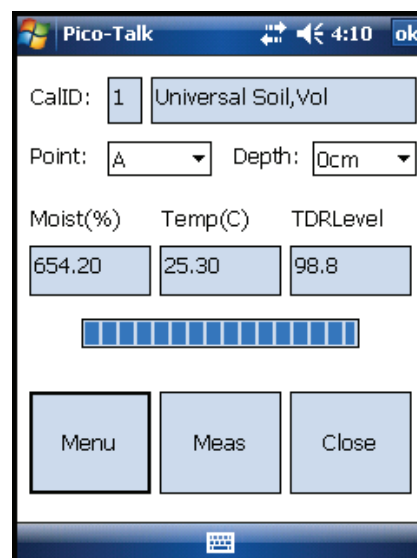 Pico-Talk 4:10 ok
CalID: 1 Universal Soil,Vol
Point: A Depth: 0cm
Moist(%) Temp(C) TDRLevel
654.20 25.30 98.8
Menu Meas Close